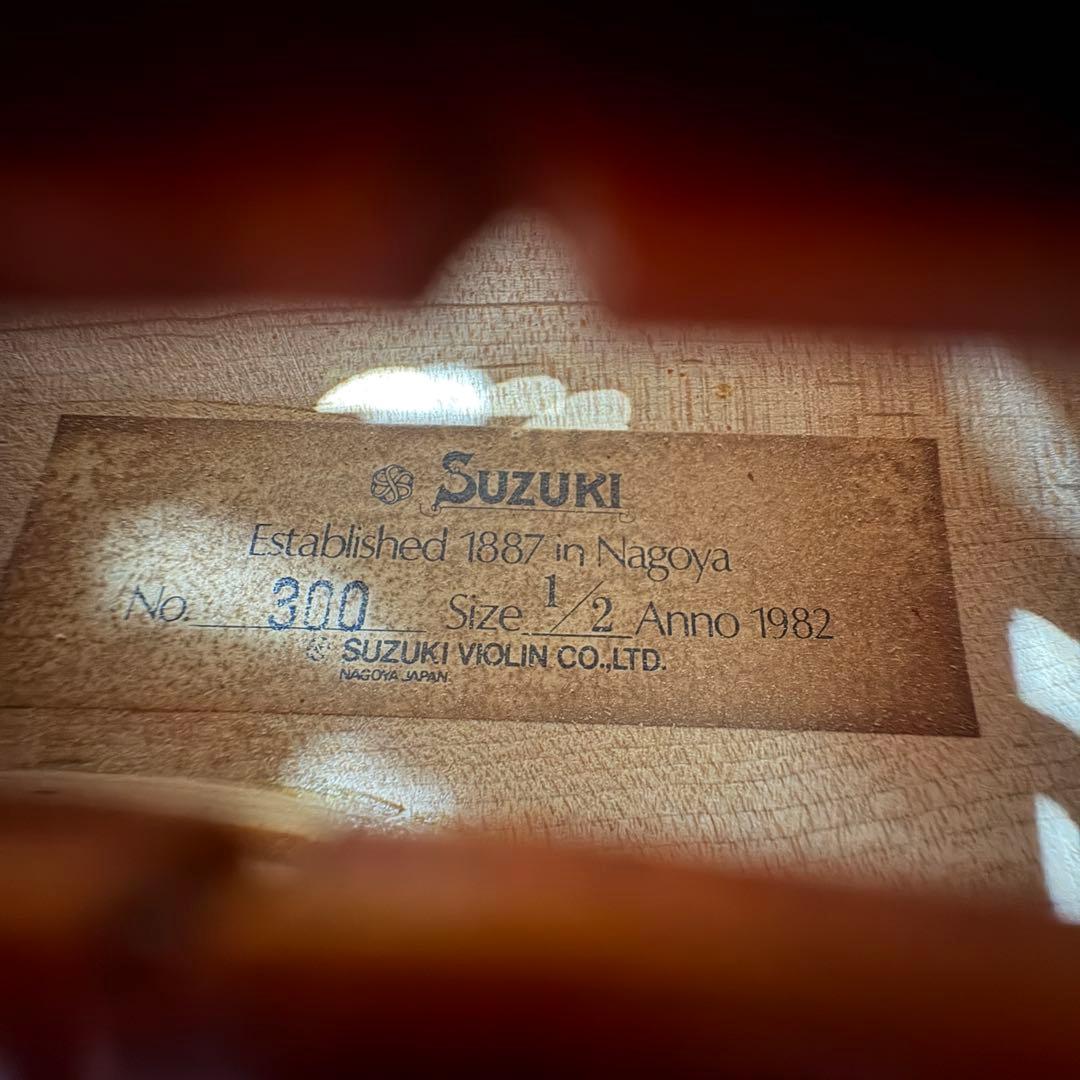 SUZUKI
Established 1887 in Nagoya
No. 300 Size 1/2 Anno 1982
SUZUKI VIOLIN CO.,LTD.
NAGOYA JAPAN.